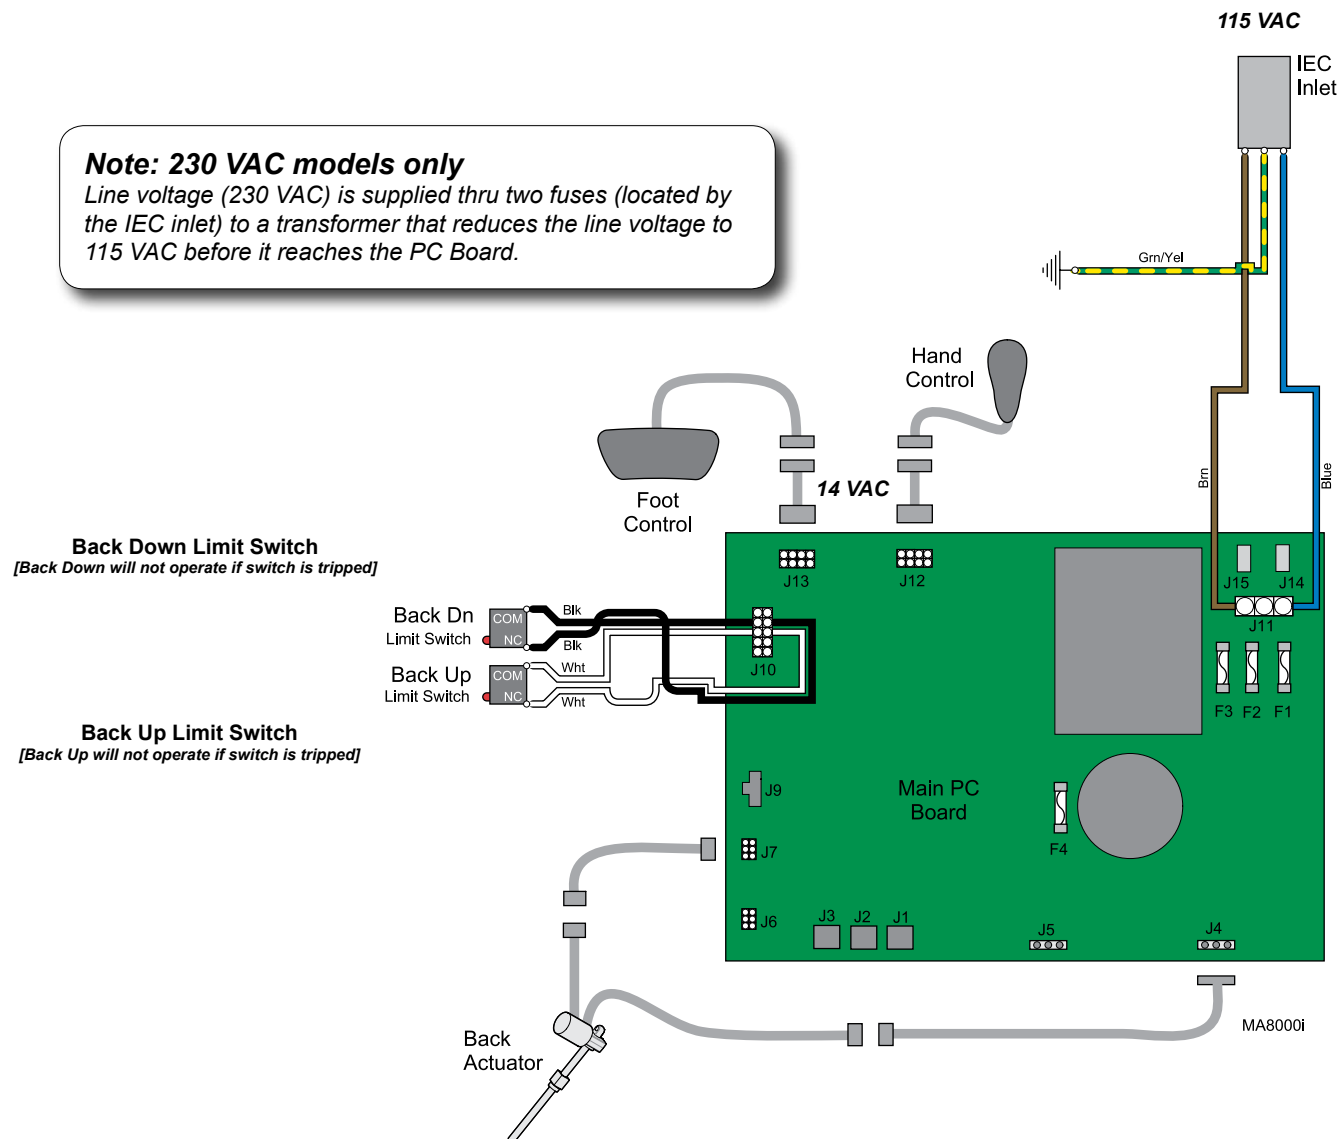 115 VAC
IEC
Inlet
Note: 230 VAC models only
Line voltage (230 VAC) is supplied thru two fuses (located by
the IEC inlet) to a transformer that reduces the line voltage to
115 VAC before it reaches the PC Board.
Grn/Yel
Hand
Control
Brn
Blue
14 VAC
Foot
Control
Back Down Limit Switch
[Back Down will not operate if switch is tripped]
J13
J12
J15
J14
J11
Back Dn
Limit Switch
COM
NC
Blk
Blk
J10
Back Up
Limit Switch
COM
NC
Wht
Wht
F3
F2
F1
Back Up Limit Switch
[Back Up will not operate if switch is tripped]
J9
Main PC
Board
F4
J7
J6
J3
J2
J1
J5
J4
MA8000i
Back
Actuator